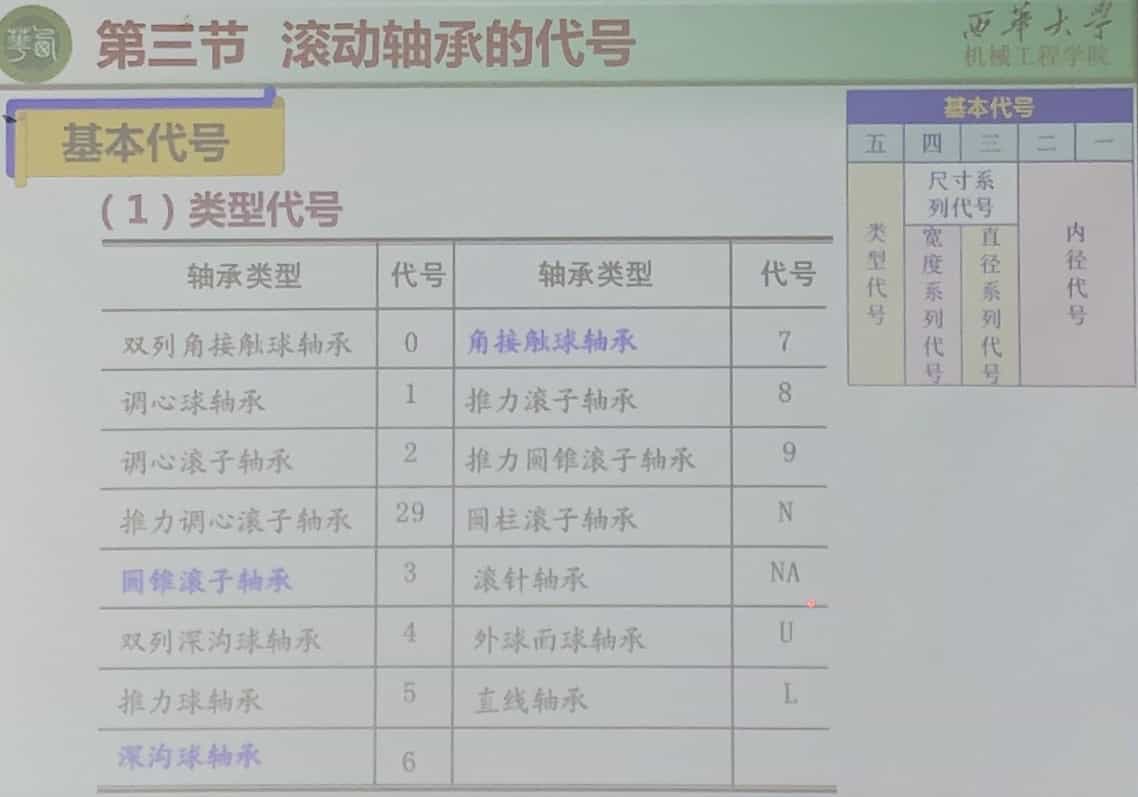 第三节 滚动轴承的代号
西华大学
机械工程学院
基本代号
（1）类型代号
轴承类型 代号 轴承类型 代号
双列角接触球轴承 0 角接触球轴承 7
调心球轴承 1 推力滚子轴承 8
调心滚子轴承 2 推力圆锥滚子轴承 9
推力调心滚子轴承 29 圆柱滚子轴承 N
圆锥滚子轴承 3 滚针轴承 NA
双列深沟球轴承 4 外球面球轴承 U
推力球轴承 5 直线轴承 L
深沟球轴承 6
基本代号
五 四 三 二 一
类型代号
尺寸系
列代号
宽度系列代号
直径系列代号
内径代号